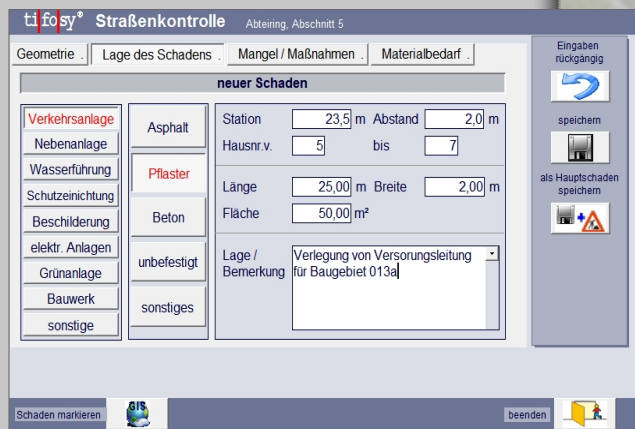 tifosy® Straßenkontrolle Abteiring, Abschnitt 5
Geometrie . Lage des Schadens . Mangel / Maßnahmen . Materialbedarf .
neuer Schaden
Verkehrsanlage
Nebenanlage
Wasserführung
Schutzeinichtung
Beschilderung
elektr. Anlagen
Grünanlage
Bauwerk
sonstige
Asphalt
Pflaster
Beton
unbefestigt
sonstiges
Station 23,5 m Abstand 2,0 m
Hausnr.v. 5 bis 7
Länge 25,00 m Breite 2,00 m
Fläche 50,00 m²
Lage / Bemerkung
Verlegung von Versorungsleitung
für Baugebiet 013a
Eingaben
rückgängig
speichern
als Hauptschaden
speichern
Schaden markieren GIS beenden